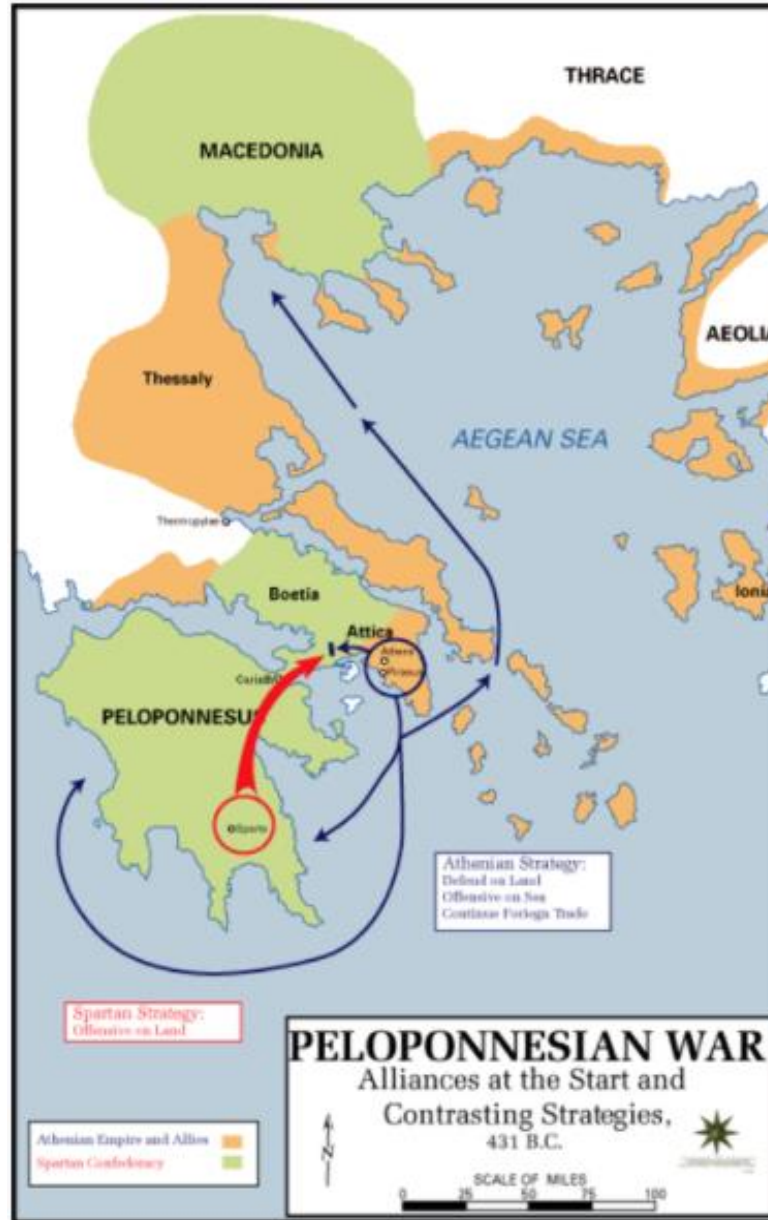 THRACE
MACEDONIA
AEOLIA
Thessaly
AEGEAN SEA
Thermopylae
Boetia
Ionia
Attica
Athens
Piraeus
Corinth
PELOPONNESUS
Sparta
Athenian Strategy:
Defend on Land
Offensive on Sea
Continue Foriegn Trade
Spartan Strategy:
Offensive on Land
PELOPONNESIAN WAR
Alliances at the Start and
Contrasting Strategies,
431 B.C.
N
Athenian Empire and Allies
Spartan Confederacy
SCALE OF MILES
0 25 50 75 100